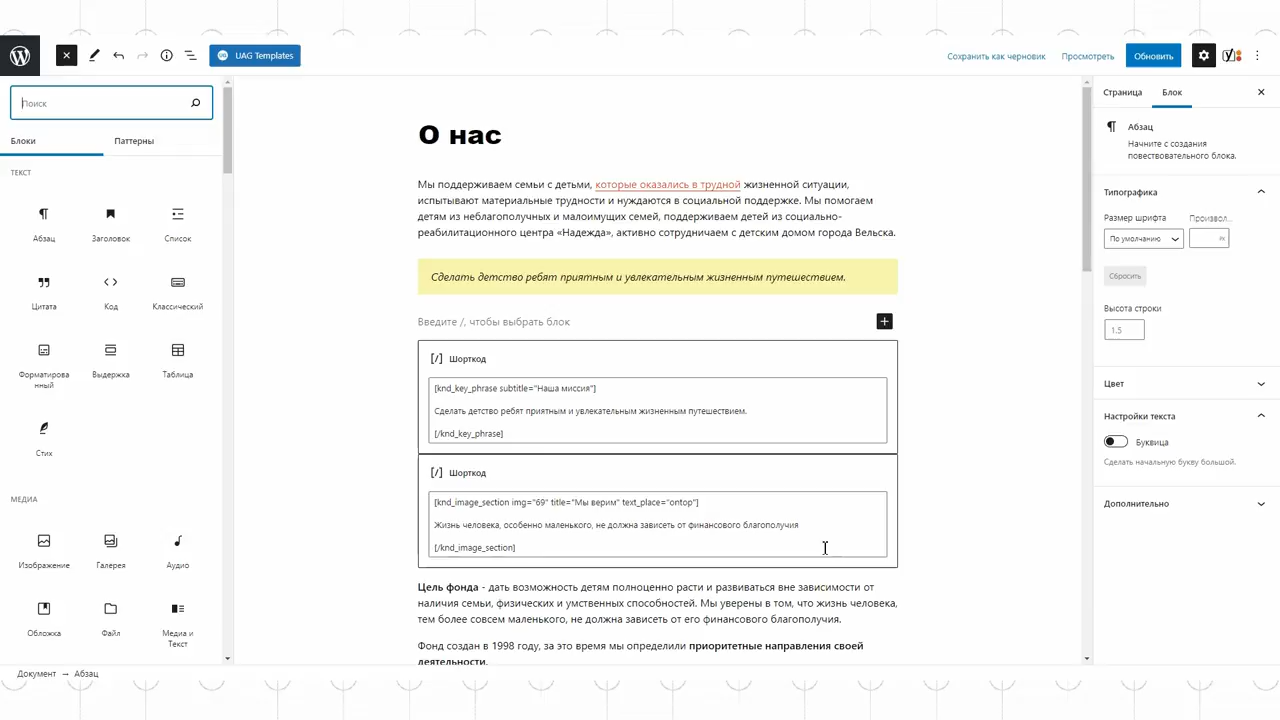 UAG Templates
Сохранить как черновик
Просмотреть
Обновить
Поиск
Блоки
Паттерны
ТЕКСТ
Абзац
Заголовок
Список
Цитата
Код
Классический
Форматирова
нный
Выдержка
Таблица
Стих
МЕДИА
Изображение
Галерея
Аудио
Обложка
Файл
Медиа и
Текст
О нас
Мы поддерживаем семьи с детьми, которые оказались в трудной жизненной ситуации,
испытывают материальные трудности и нуждаются в социальной поддержке. Мы помогаем
детям из неблагополучных и малоимущих семей, поддерживаем детей из социально-
реабилитационного центра «Надежда», активно сотрудничаем с детским домом города Вельска.
Сделать детство ребят приятным и увлекательным жизненным путешествием.
Введите /, чтобы выбрать блок
[/] Шорткод
[knd_key_phrase subtitle="Наша миссия"]
Сделать детство ребят приятным и увлекательным жизненным путешествием.
[/knd_key_phrase]
[/] Шорткод
[knd_image_section img="69" title="Мы верим" text_place="ontop"]
Жизнь человека, особенно маленького, не должна зависеть от финансового благополучия
[/knd_image_section]
Цель фонда - дать возможность детям полноценно расти и развиваться вне зависимости от
наличия семьи, физических и умственных способностей. Мы уверены в том, что жизнь человека,
тем более совсем маленького, не должна зависеть от его финансового благополучия.
Фонд создан в 1998 году, за это время мы определили приоритетные направления своей
деятельности.
Страница
Блок
Абзац
Начните с создания
повествовательного блока.
Типографика
Размер шрифта
Произвол...
По умолчанию
PX
Сбросить
Высота строки
1.5
Цвет
Настройки текста
Буквица
Сделать начальную букву большой.
Дополнительно
Документ → Абзац